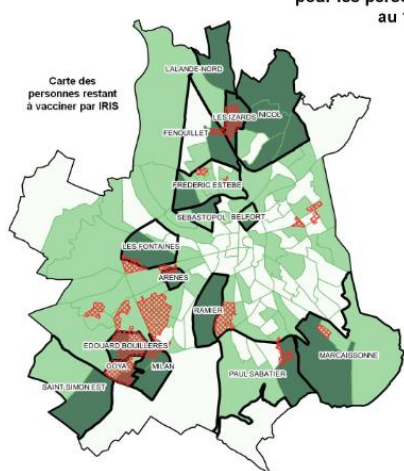 pour les perso
au
Carte des
personnes restant
à vacciner par IRIS
LALANDE-NORD
LES IZARDS
NICOL
FENOUILLET
FREDERIC ESTEBE
SEBASTOPOL
BELFORT
LES FONTAINES
ARENES
RAMIER
EDOUARD BOUILLERES
MARCAISSONNE
GOYA
MILAN
PAUL SABATIER
SAINT SIMON EST